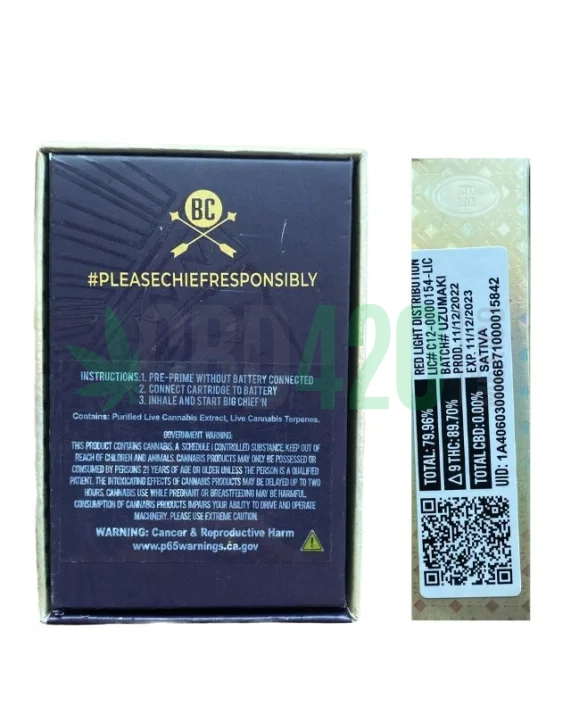 BC
#PLEASECHIEFRESPONSIBLY
CBD420
INSTRUCTIONS:1. PRE-PRIME WITHOUT BATTERY CONNECTED
2. CONNECT CARTRIDGE TO BATTERY
3. INHALE AND START BIG CHIEF'N
Contains: Purified Live Cannabis Extract, Live Cannabis Terpenes.
GOVERNMENT WARNING:
THIS PRODUCT CONTAINS CANNABIS, A SCHEDULE I CONTROLLED SUBSTANCE. KEEP OUT OF
REACH OF CHILDREN AND ANIMALS. CANNABIS PRODUCTS MAY ONLY BE POSSESSED OR
CONSUMED BY PERSONS 21 YEARS OF AGE OR OLDER UNLESS THE PERSON IS A QUALIFIED
PATIENT. THE INTOXICATING EFFECTS OF CANNABIS PRODUCTS MAY BE DELAYED UP TO TWO
HOURS. CANNABIS USE WHILE PREGNANT OR BREASTFEEDING MAY BE HARMFUL.
CONSUMPTION OF CANNABIS PRODUCTS IMPAIRS YOUR ABILITY TO DRIVE AND OPERATE
MACHINERY. PLEASE USE EXTREME CAUTION.
WARNING: Cancer & Reproductive Harm
www.p65warnings.ca.gov
RED LIGHT DISTRIBUTION
LIC# C12-0000154-LIC
BATCH# UZUMAKI
PROD. 11/12/2022
EXP. 11/12/2023
SATIVA
TOTAL: 79.96%
△9THC: 89.70%
TOTAL CBD: 0.00%
UID: 1A4060300008B71000015842